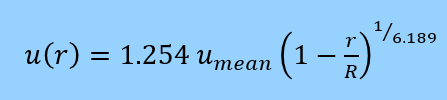 u(r) = 1.254 u_mean (1 − r/R)^{1/6.189}